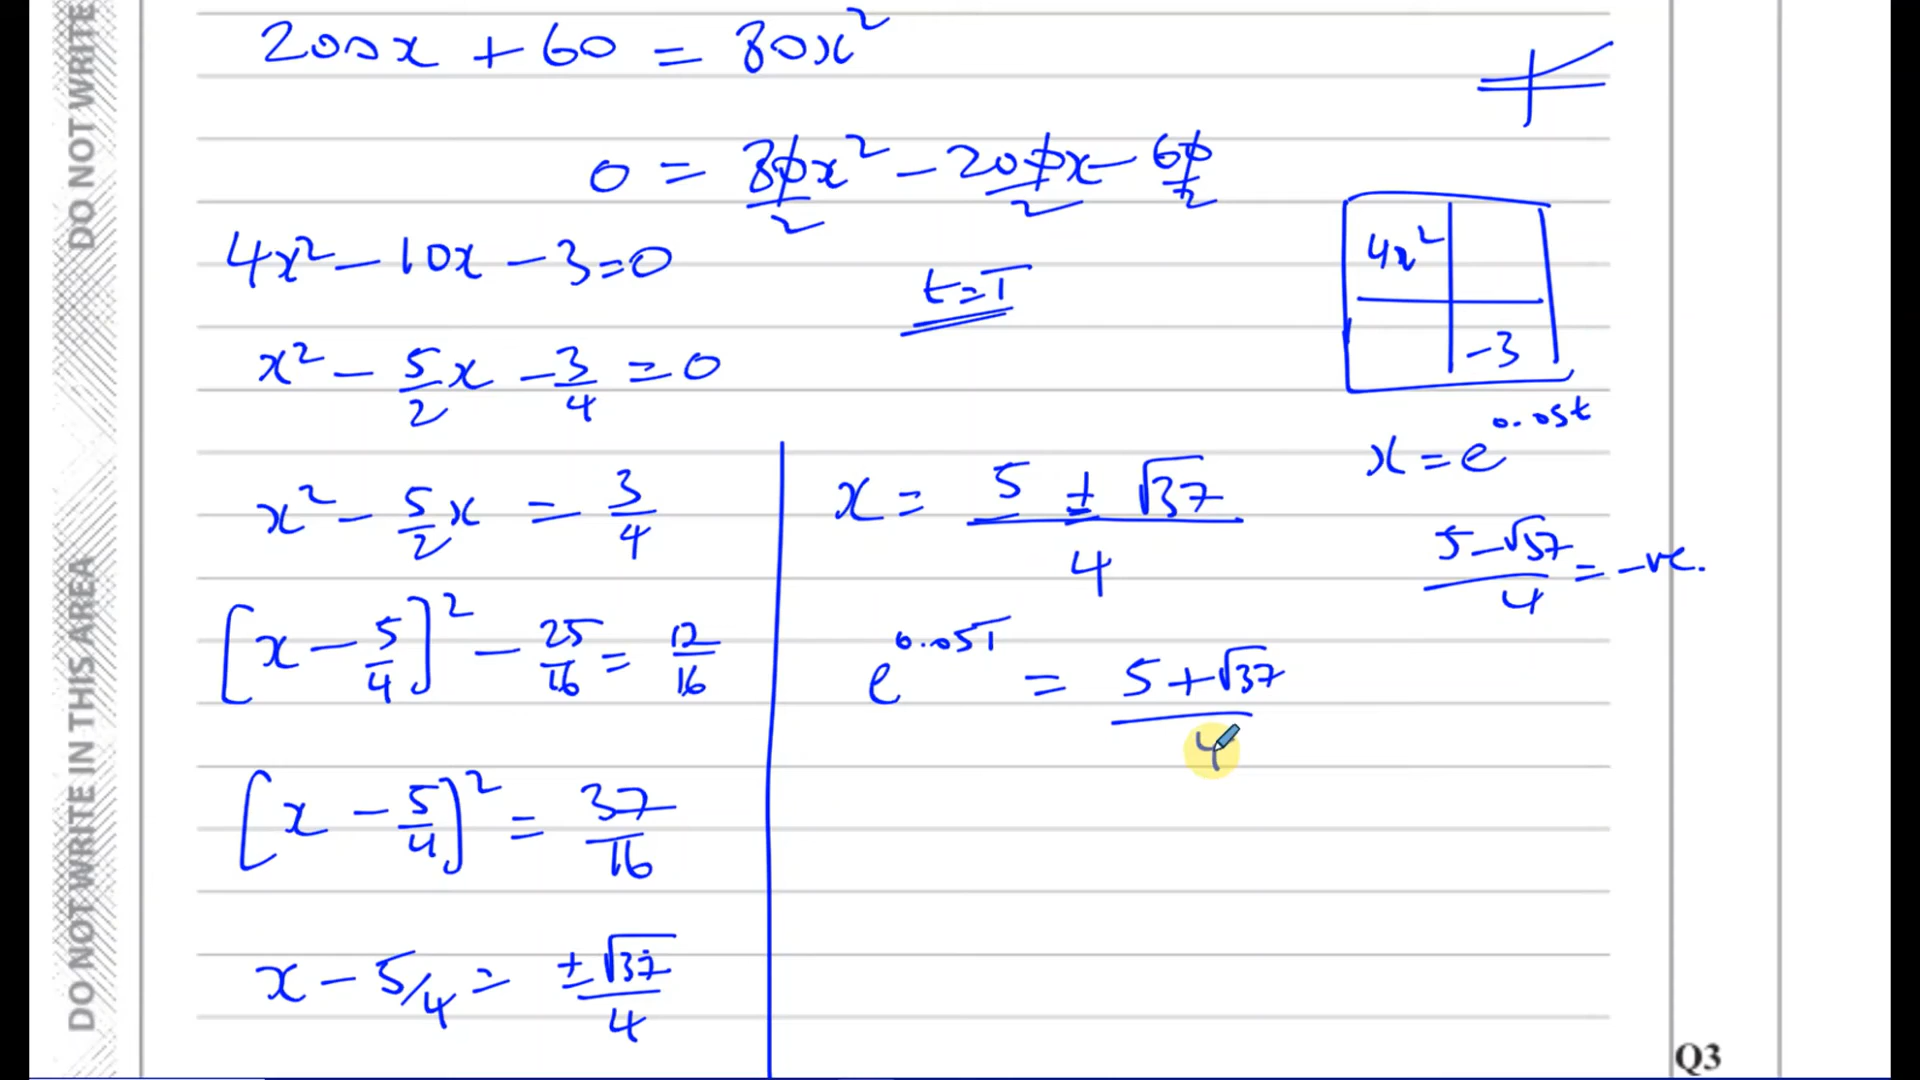 200x + 60 = 80x²
0 = 80x² – 200x – 60
2 2 2
4x² – 10x – 3 = 0
t = T
4x²
-3
x² – 5/2 x – 3/4 = 0
x = e^0.05t
x² – 5/2 x = 3/4
x = (5 ± √37)/4
(5 – √37)/4 = -ve.
[x – 5/4]² – 25/16 = 12/16
e^0.05T = (5 + √37)/4
[x – 5/4]² = 37/16
x – 5/4 = ±√37/4
Q3
DO NOT WRITE
DO NOT WRITE IN THIS AREA